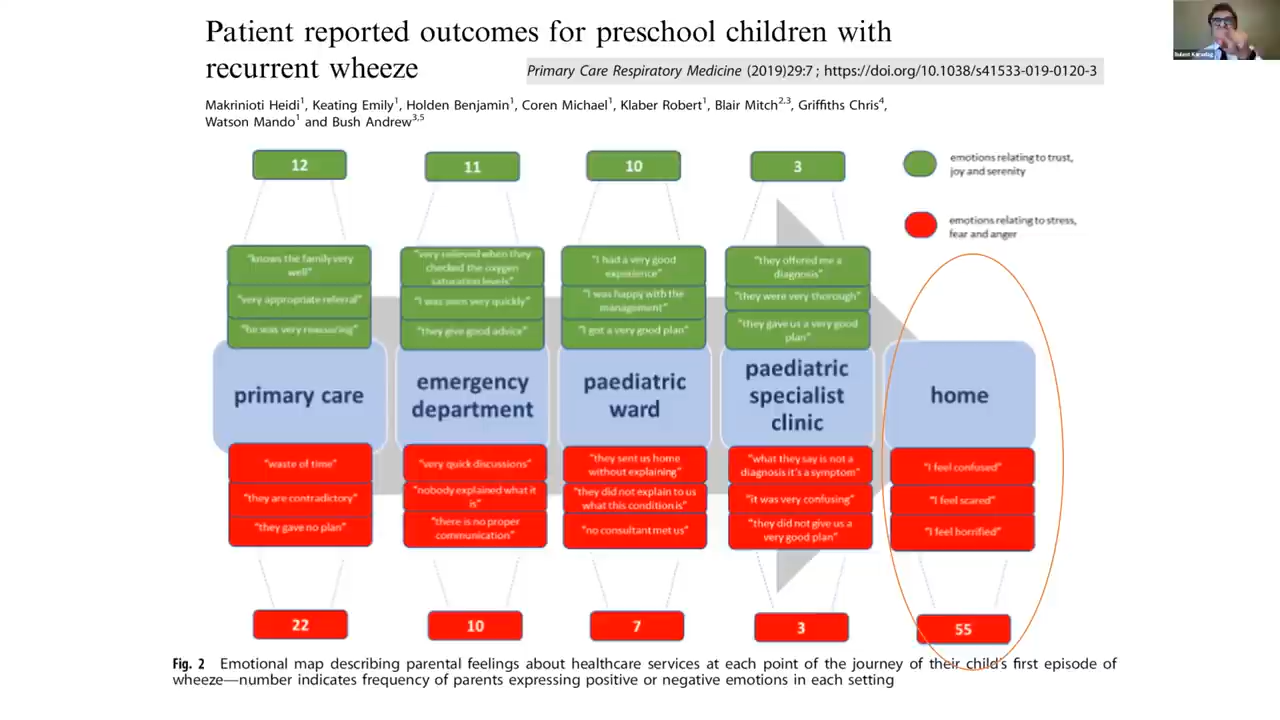 Patient reported outcomes for preschool children with
recurrent wheeze
Primary Care Respiratory Medicine (2019)29:7 ; https://doi.org/10.1038/s41533-019-0120-3
Makrinioti Heidi1, Keating Emily1, Holden Benjamin1, Coren Michael1, Klaber Robert1, Blair Mitch2,3, Griffiths Chris4,
Watson Mando1 and Bush Andrew3,5
12
11
10
3
emotions relating to trust,
joy and serenity
emotions relating to stress,
fear and anger
"knows the family very
well"
"very appropriate referral"
"he was very reassuring"
"very relieved when they
checked the oxygen
saturation levels"
"I was seen very quickly"
"they give good advice"
"I had a very good
experience"
"I was happy with the
management"
"I got a very good plan"
"they offered me a
diagnosis"
"they were very thorough"
"they gave us a very good
plan"
primary care
emergency
department
paediatric
ward
paediatric
specialist
clinic
home
"waste of time"
"they are contradictory"
"they gave no plan"
"very quick discussions"
"nobody explained what it
is"
"there is no proper
communication"
"they sent us home
without explaining"
"they did not explain to us
what this condition is"
"no consultant met us"
"what they say is not a
diagnosis it's a symptom"
"it was very confusing"
"they did not give us a
very good plan"
"I feel confused"
"I feel scared"
"I feel horrified"
22
10
7
3
55
Fig. 2 Emotional map describing parental feelings about healthcare services at each point of the journey of their child's first episode of
wheeze—number indicates frequency of parents expressing positive or negative emotions in each setting